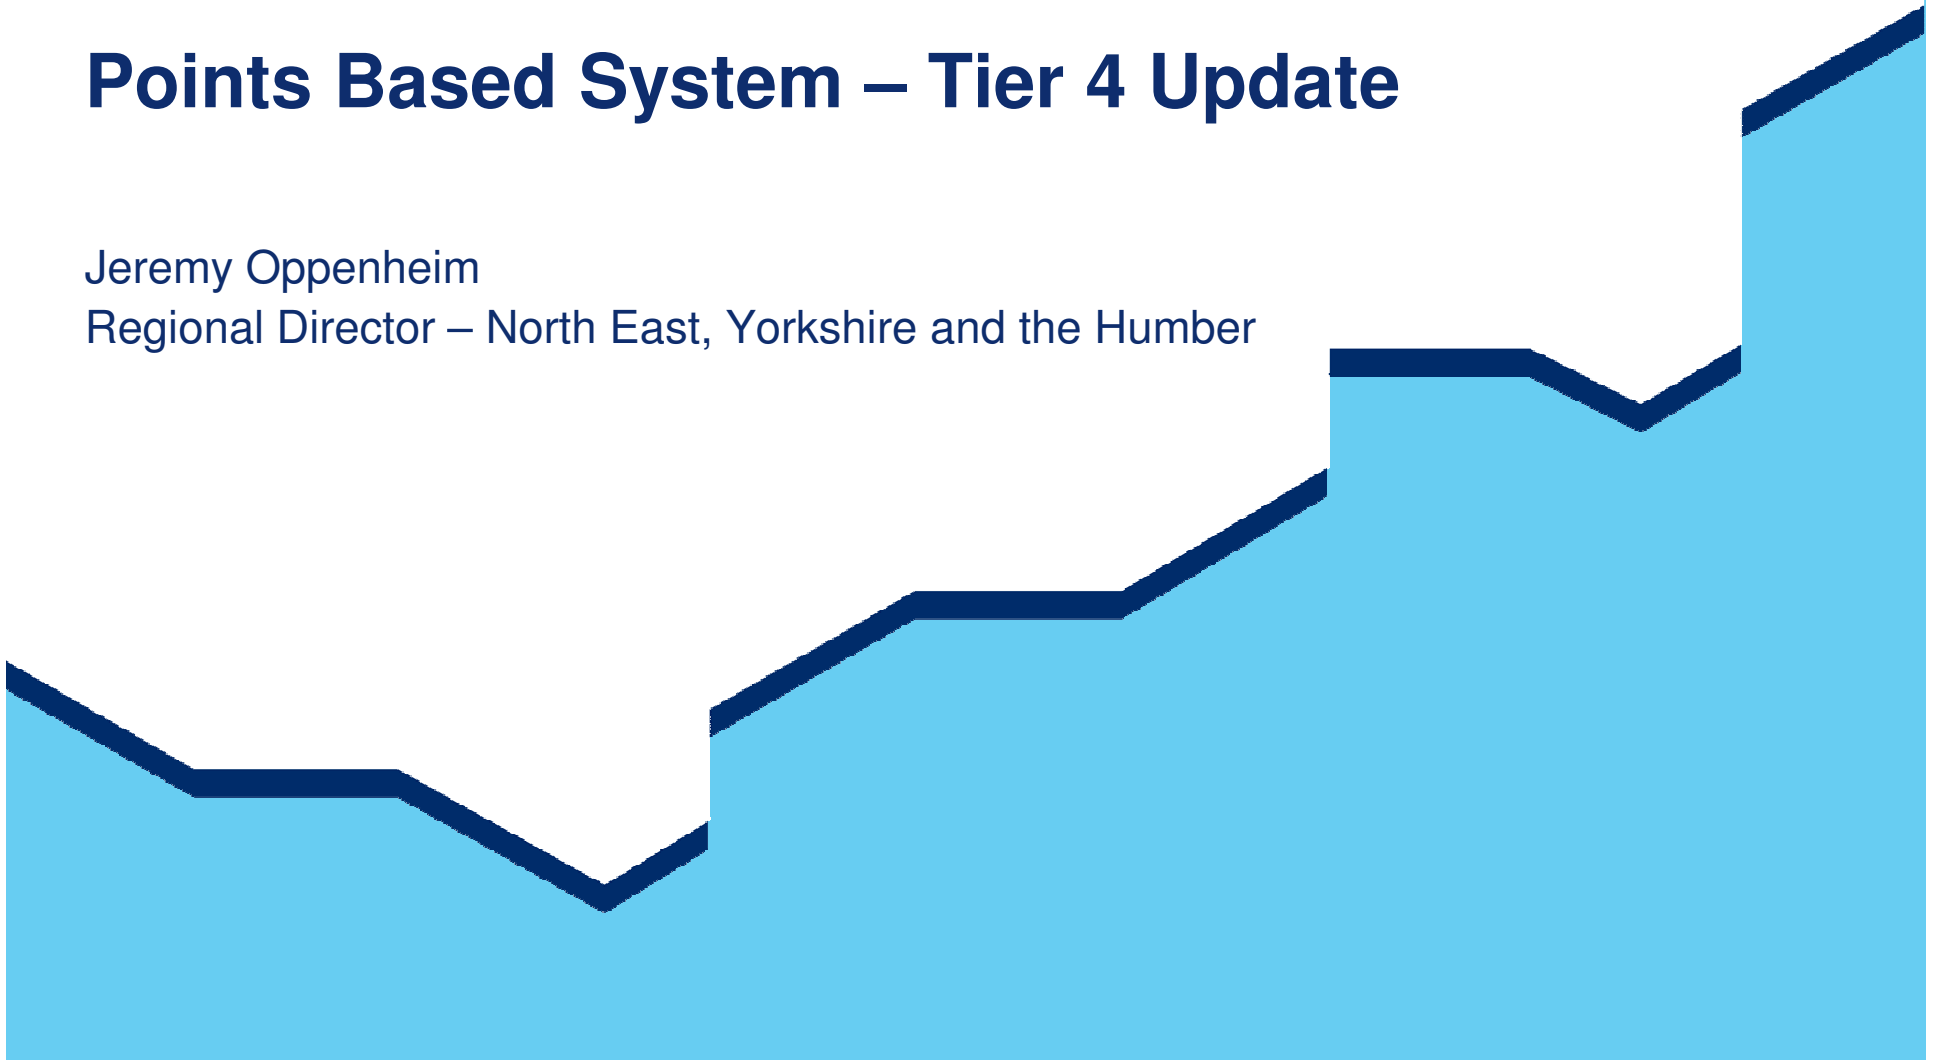 Points Based System – Tier 4 Update
Jeremy Oppenheim
Regional Director – North East, Yorkshire and the Humber